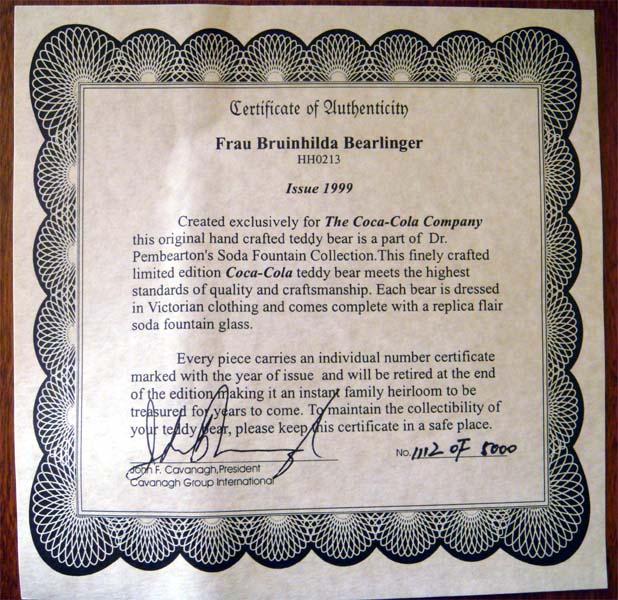 Certificate of Authenticity
Frau Bruinhilda Bearlinger
HH0213
Issue 1999
Created exclusively for The Coca-Cola Company
this original hand crafted teddy bear is a part of Dr.
Pembearton's Soda Fountain Collection.This finely crafted
limited edition Coca-Cola teddy bear meets the highest
standards of quality and craftsmanship. Each bear is dressed
in Victorian clothing and comes complete with a replica flair
soda fountain glass.
Every piece carries an individual number certificate
marked with the year of issue and will be retired at the end
of the edition making it an instant family heirloom to be
treasured for years to come. To maintain the collectibility of
your teddy bear, please keep this certificate in a safe place.
No. 1112 OF 5000
John F. Cavanagh,President
Cavanagh Group International